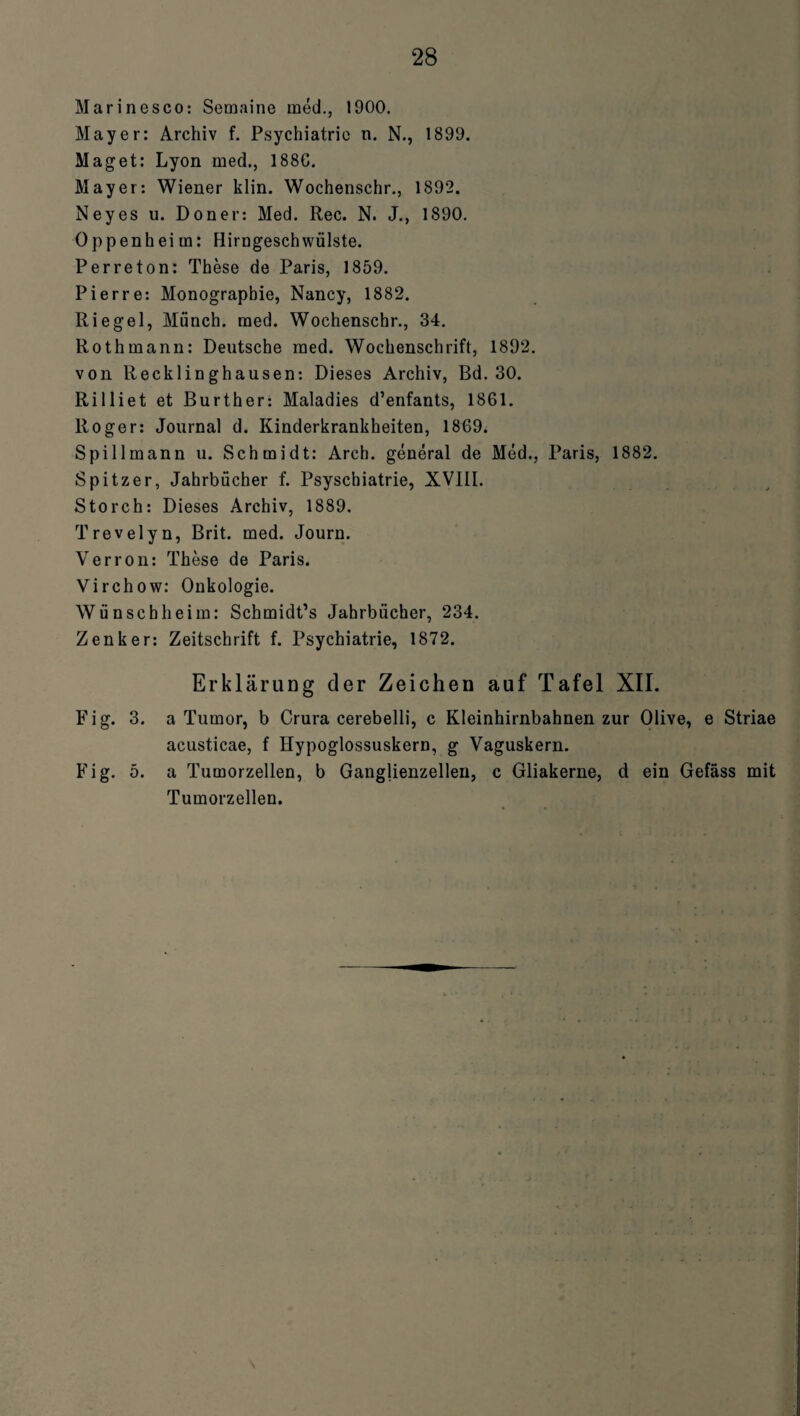 28
Marinesco: Semaine méd., 1900.
Mayer: Archiv f. Psychiatrie n. N., 1899.
Maget: Lyon med., 1886.
Mayer: Wiener klin. Wochenschr., 1892.
Neyes u. Doner: Med. Rec. N. J., 1890.
Oppenheim: Hirngeschwülste.
Perreton: Thèse de Paris, 1859.
Pierre: Monographie, Nancy, 1882.
Riegel, Münch. med. Wochenschr., 34.
Rothmann: Deutsche med. Wochenschrift, 1892.
von Recklinghausen: Dieses Archiv, Bd. 30.
Rilliet et Burther: Maladies d'enfants, 1861.
Roger: Journal d. Kinderkrankheiten, 1869.
Spillmann u. Schmidt: Arch. général de Méd., Paris, 1882.
Spitzer, Jahrbücher f. Psyschiatrie, XVIII.
Storch: Dieses Archiv, 1889.
Trevelyn, Brit. med. Journ.
Verron: Thèse de Paris.
Virchow: Onkologie.
Wünschheim: Schmidt's Jahrbücher, 234.
Zenker: Zeitschrift f. Psychiatrie, 1872.
Erklärung der Zeichen auf Tafel XII.
Fig. 3. a Tumor, b Crura cerebelli, c Kleinhirnbahnen zur Olive, e Striae
acusticae, f Hypoglossuskern, g Vaguskern.
Fig. 5. a Tumorzellen, b Ganglienzellen, c Gliakerne, d ein Gefäss mit
Tumorzellen.